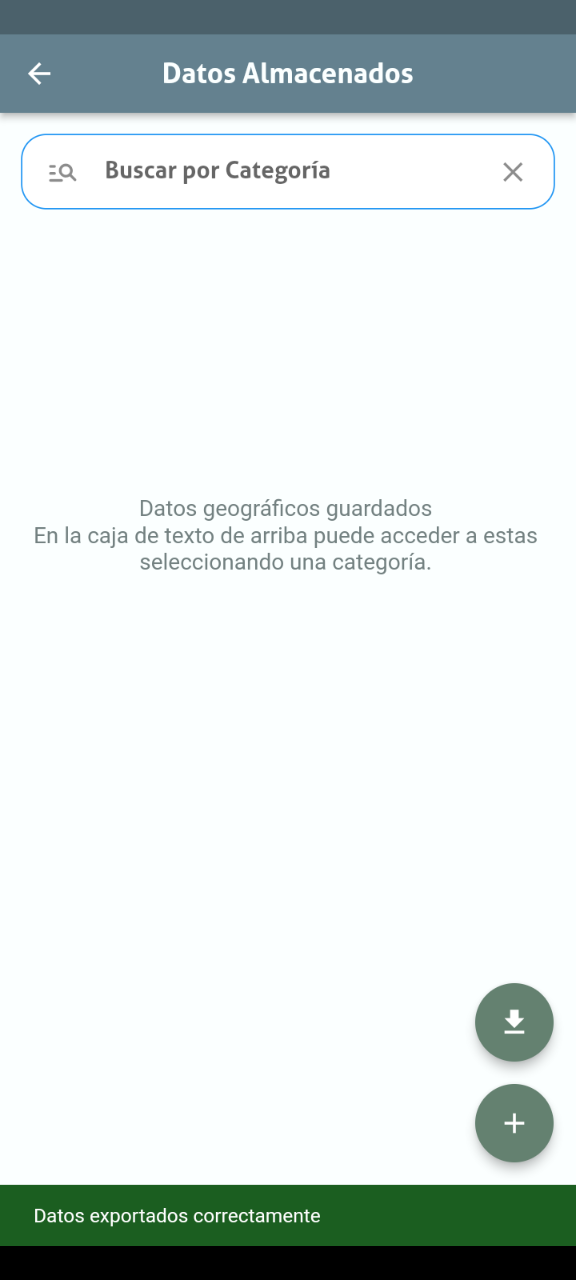 Datos Almacenados
Buscar por Categoría
Datos geográficos guardados
En la caja de texto de arriba puede acceder a estas
seleccionando una categoría.
Datos exportados correctamente